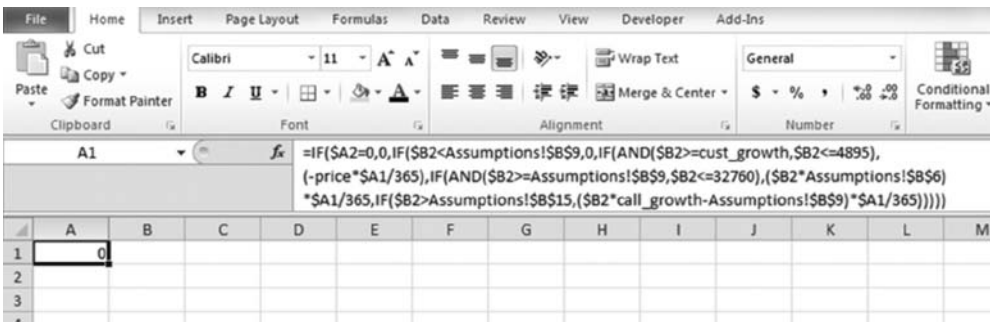 File Home Insert Page Layout Formulas Data Review View Developer Add-Ins
Cut
Copy
Format Painter
Paste
Clipboard
Calibri 11 A A
B I U A
Font
Wrap Text
Merge & Center
Alignment
General
$ % , .0 .00 .00 .0
Number
Conditional
Formatting
A1 fx =IF($A2=0,0,IF($B2<Assumptions!$B$9,0,IF(AND($B2>=cust_growth,$B2<=4895),
(-price*$A1/365),IF(AND($B2>=Assumptions!$B$9,$B2<=32760),($B2*Assumptions!$B$6)
*$A1/365,IF($B2>Assumptions!$B$15,($B2*call_growth-Assumptions!$B$9)*$A1/365)))))
A B C D E F G H I J K L M
1 0
2
3